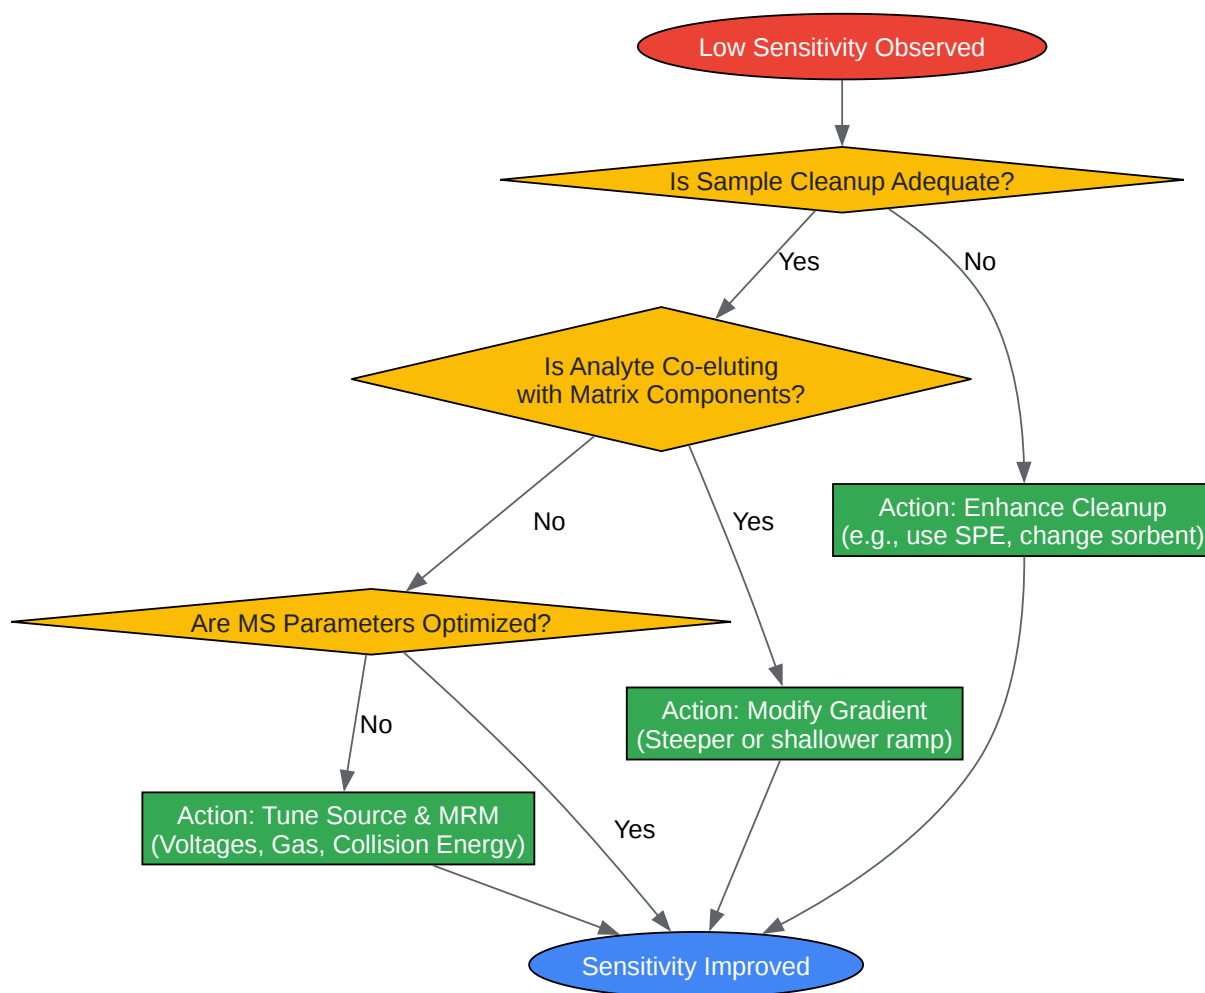 Low Sensitivity Observed
Is Sample Cleanup Adequate?
Yes
No
Is Analyte Co-eluting
with Matrix Components?
No
Yes
Action: Enhance Cleanup
(e.g., use SPE, change sorbent)
Are MS Parameters Optimized?
No
Yes
Action: Modify Gradient
(Steeper or shallower ramp)
Action: Tune Source & MRM
(Voltages, Gas, Collision Energy)
Sensitivity Improved